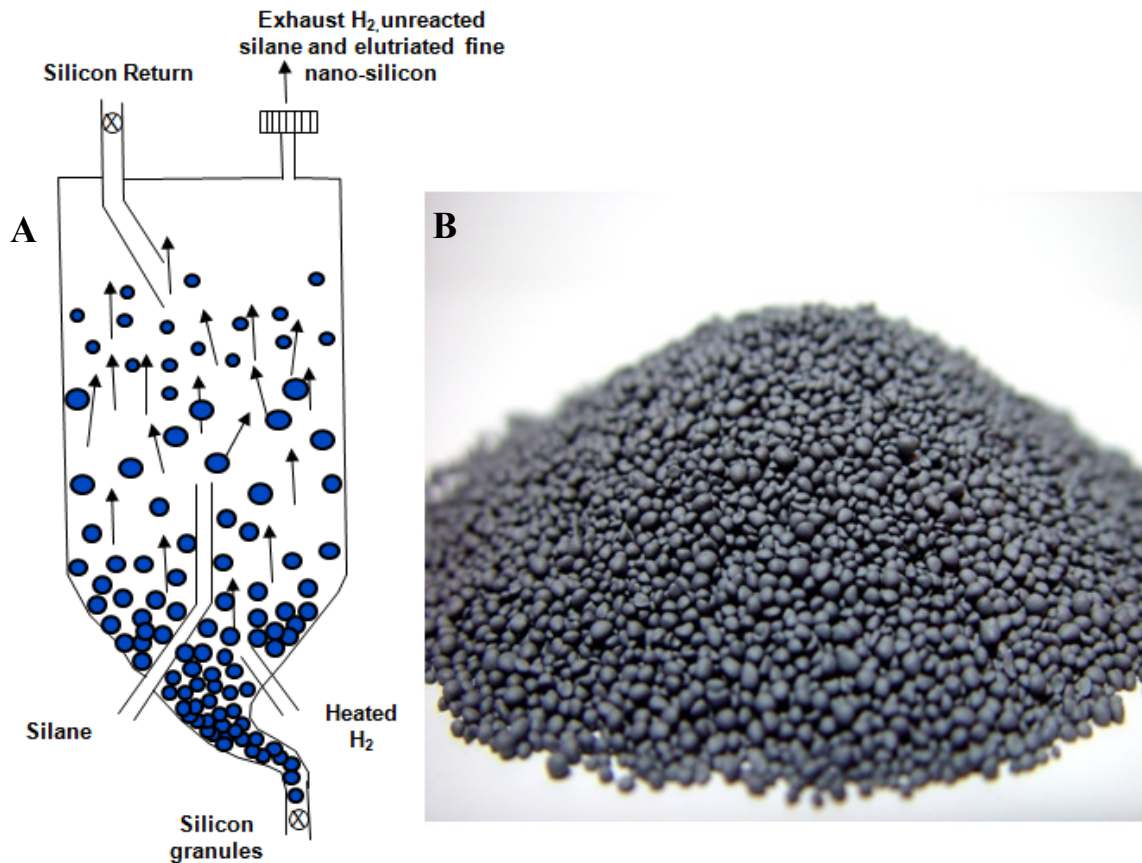 Exhaust H2, unreacted
silane and elutriated fine
nano-silicon
Silicon Return
A
B
Silane
Heated
H2
Silicon
granules